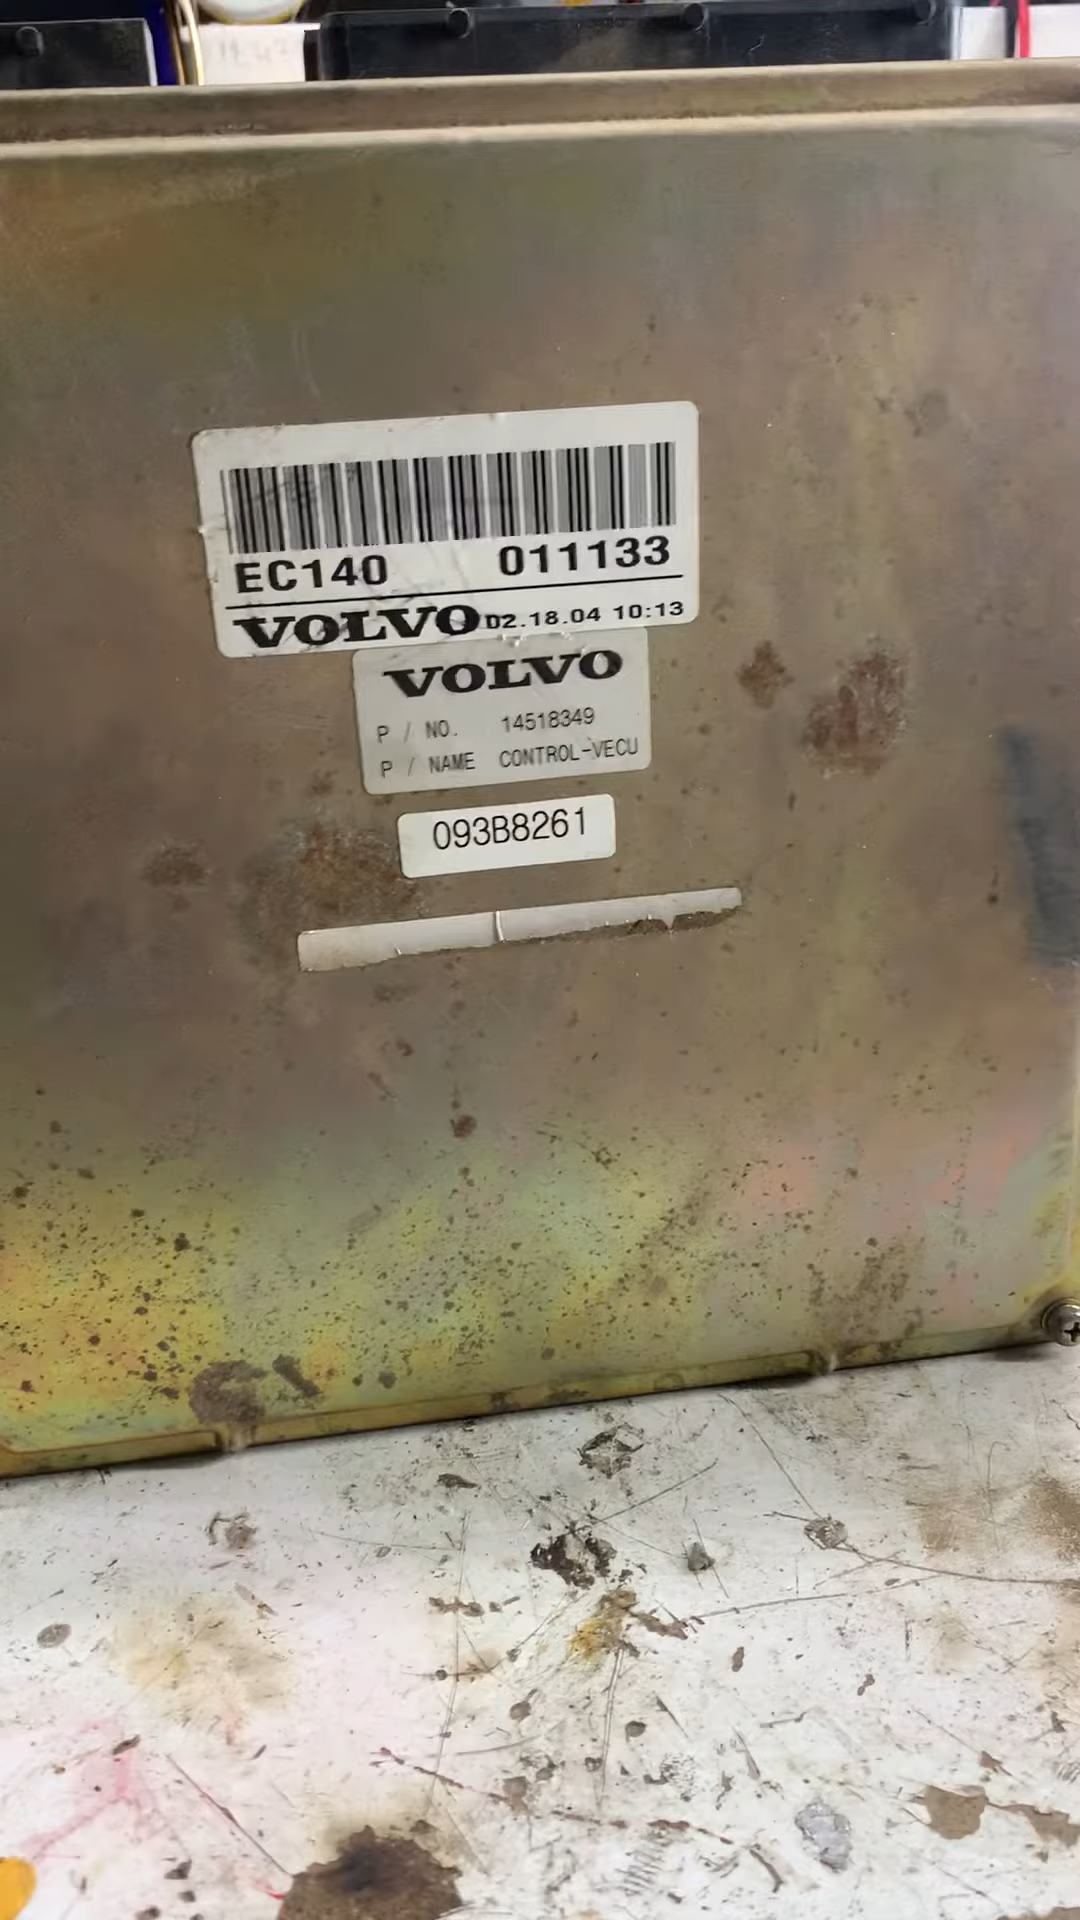 EC140 011133
VOLVO 02.18.04 10:13
VOLVO
P / NO. 14518349
P / NAME CONTROL-VECU
093B8261